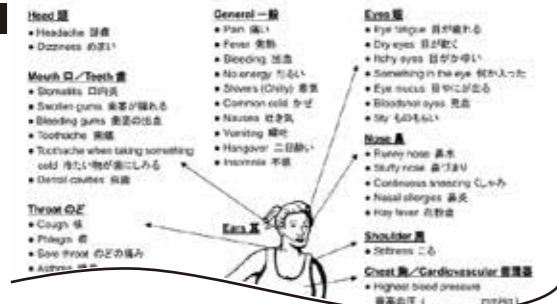 Head 頭
• Headache 頭痛
• Dizziness めまい
Mouth 口／Teeth 歯
• Stomatitis 口内炎
• Swollen gums 歯茎が腫れる
• Bleeding gums 歯茎の出血
• Toothache 歯痛
• Toothache when taking something
cold 冷たい物が歯にしみる
• Dental cavities 虫歯
Throat のど
• Cough 咳
• Phlegm 痰
• Sore throat のどの痛み
• Asthma
General 一般
• Pain 痛い
• Fever 発熱
• Bleeding 出血
• No energy だるい
• Shivers (Chilly) 寒気
• Common cold かぜ
• Nausea 吐き気
• Vomiting 嘔吐
• Hangover 二日酔い
• Insomnia 不眠
Ears 耳
Eyes 眼
• Eye fatigue 目が疲れる
• Dry eyes 目が乾く
• Itchy eyes 目がかゆい
• Something in the eye 何か入った
• Eye mucus 目やにが出る
• Bloodshot eyes 充血
• Sty ものもらい
Nose 鼻
• Runny nose 鼻水
• Stuffy nose 鼻づまり
• Continuous sneezing くしゃみ
• Nasal allergies 鼻炎
• Hay fever 花粉症
Shoulder 肩
• Stiffness こる
Chest 胸／Cardiovascular 循環器
• Highest blood pressure
最高血圧